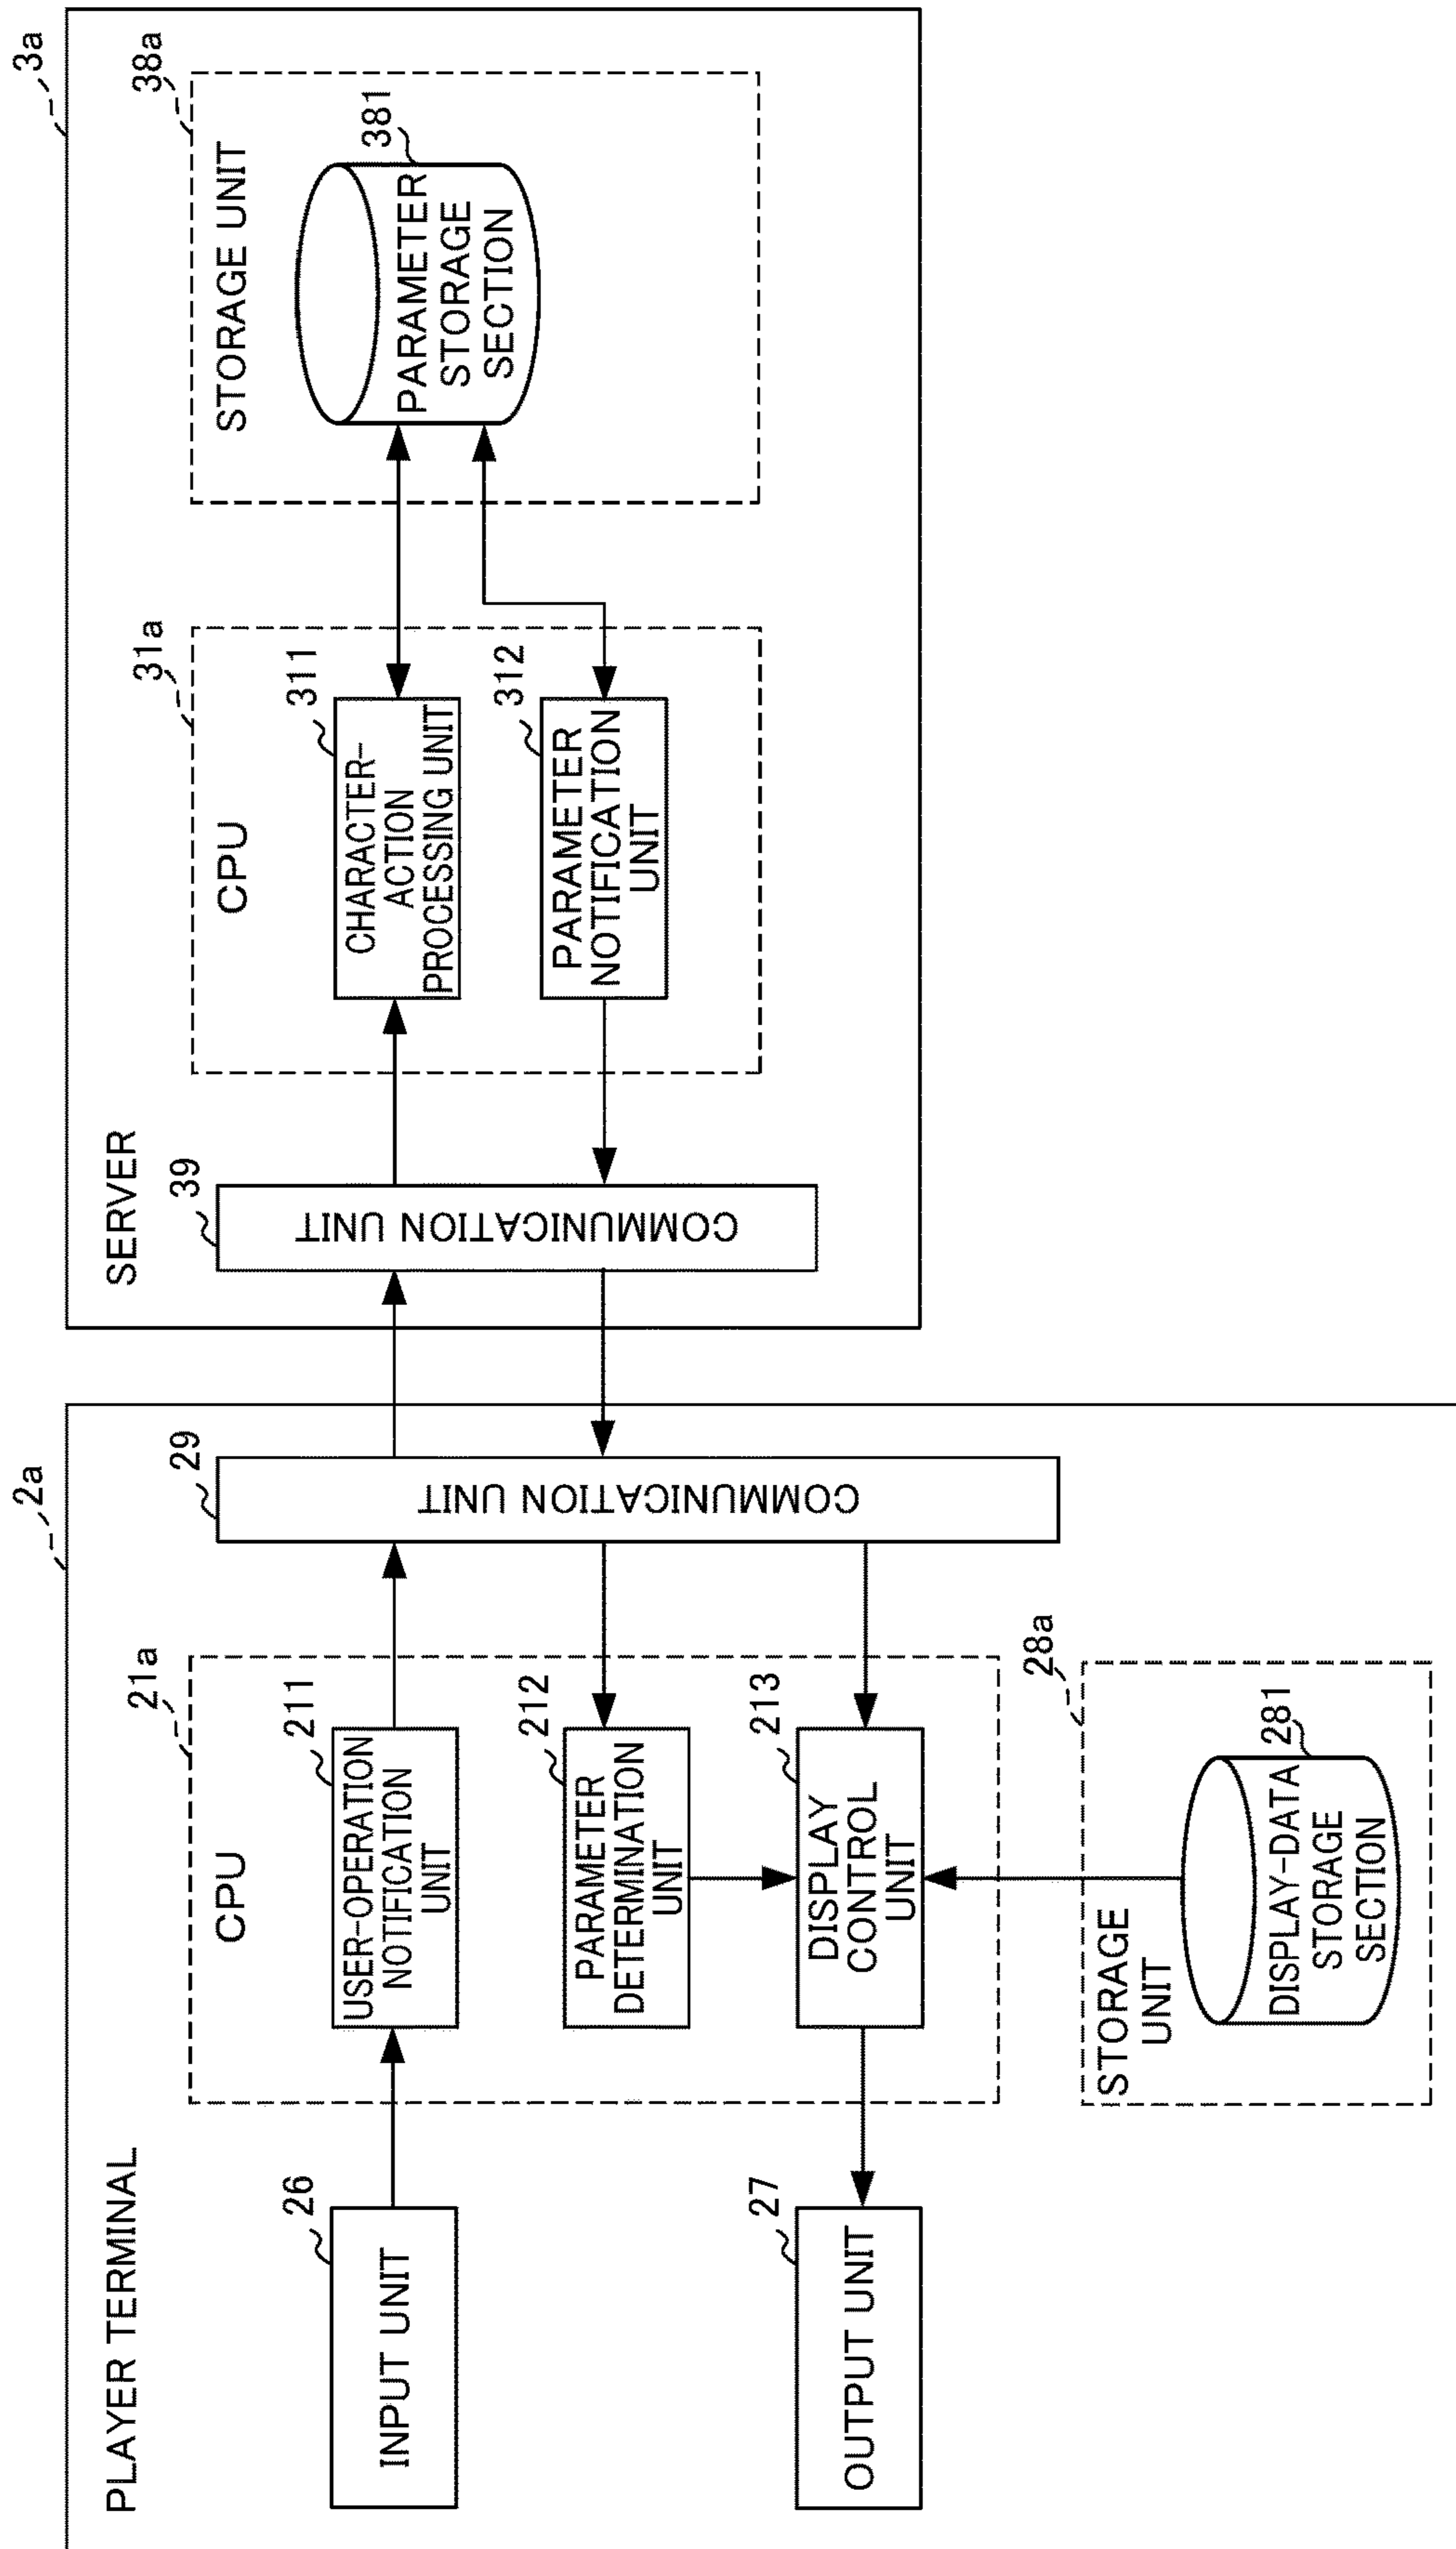 PLAYER TERMINAL
2a
CPU
21a
INPUT UNIT
26
USER-OPERATION
NOTIFICATION
UNIT
211
PARAMETER
DETERMINATION
UNIT
212
OUTPUT UNIT
27
DISPLAY
CONTROL
UNIT
213
STORAGE
UNIT
28a
DISPLAY-DATA
STORAGE
SECTION
281
COMMUNICATION UNIT
29
SERVER
3a
COMMUNICATION UNIT
39
CPU
31a
CHARACTER-
ACTION
PROCESSING UNIT
311
PARAMETER
NOTIFICATION
UNIT
312
STORAGE UNIT
38a
PARAMETER
STORAGE
SECTION
381